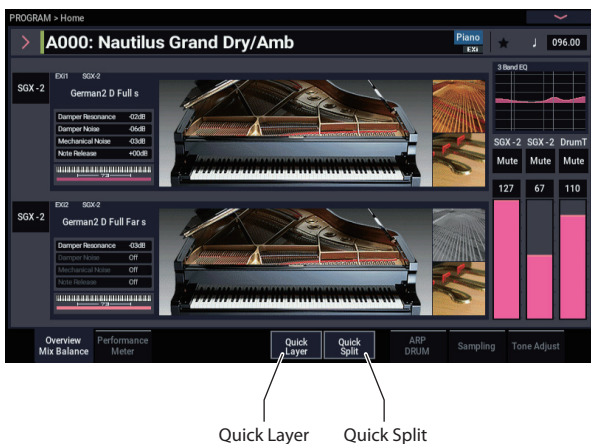 PROGRAM > Home
A000: Nautilus Grand Dry/Amb
Piano
EXi
096.00
SGX-2
EXi1 SGX-2
German2 D Full s
Damper Resonance -02dB
Damper Noise -06dB
Mechanical Noise -03dB
Note Release +00dB
73
3 Band EQ
SGX-2 SGX-2 DrumT
Mute Mute Mute
127 67 110
SGX-2
EXi2 SGX-2
German2 D Full Far s
Damper Resonance -03dB
Damper Noise Off
Mechanical Noise Off
Note Release Off
73
Overview
Mix Balance
Performance
Meter
Quick
Layer
Quick
Split
ARP
DRUM
Sampling
Tone Adjust
Quick Layer Quick Split